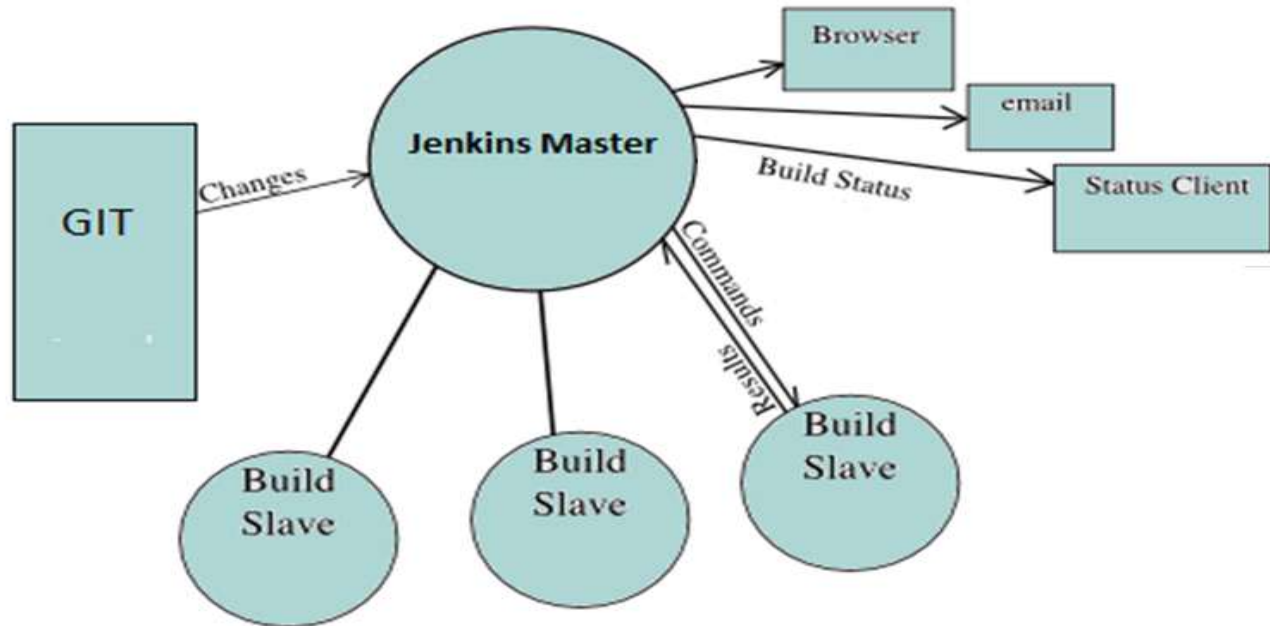 Browser
email
Jenkins Master
Changes
Build Status
Status Client
GIT
Commands
Results
Build
Slave
Build
Slave
Build
Slave